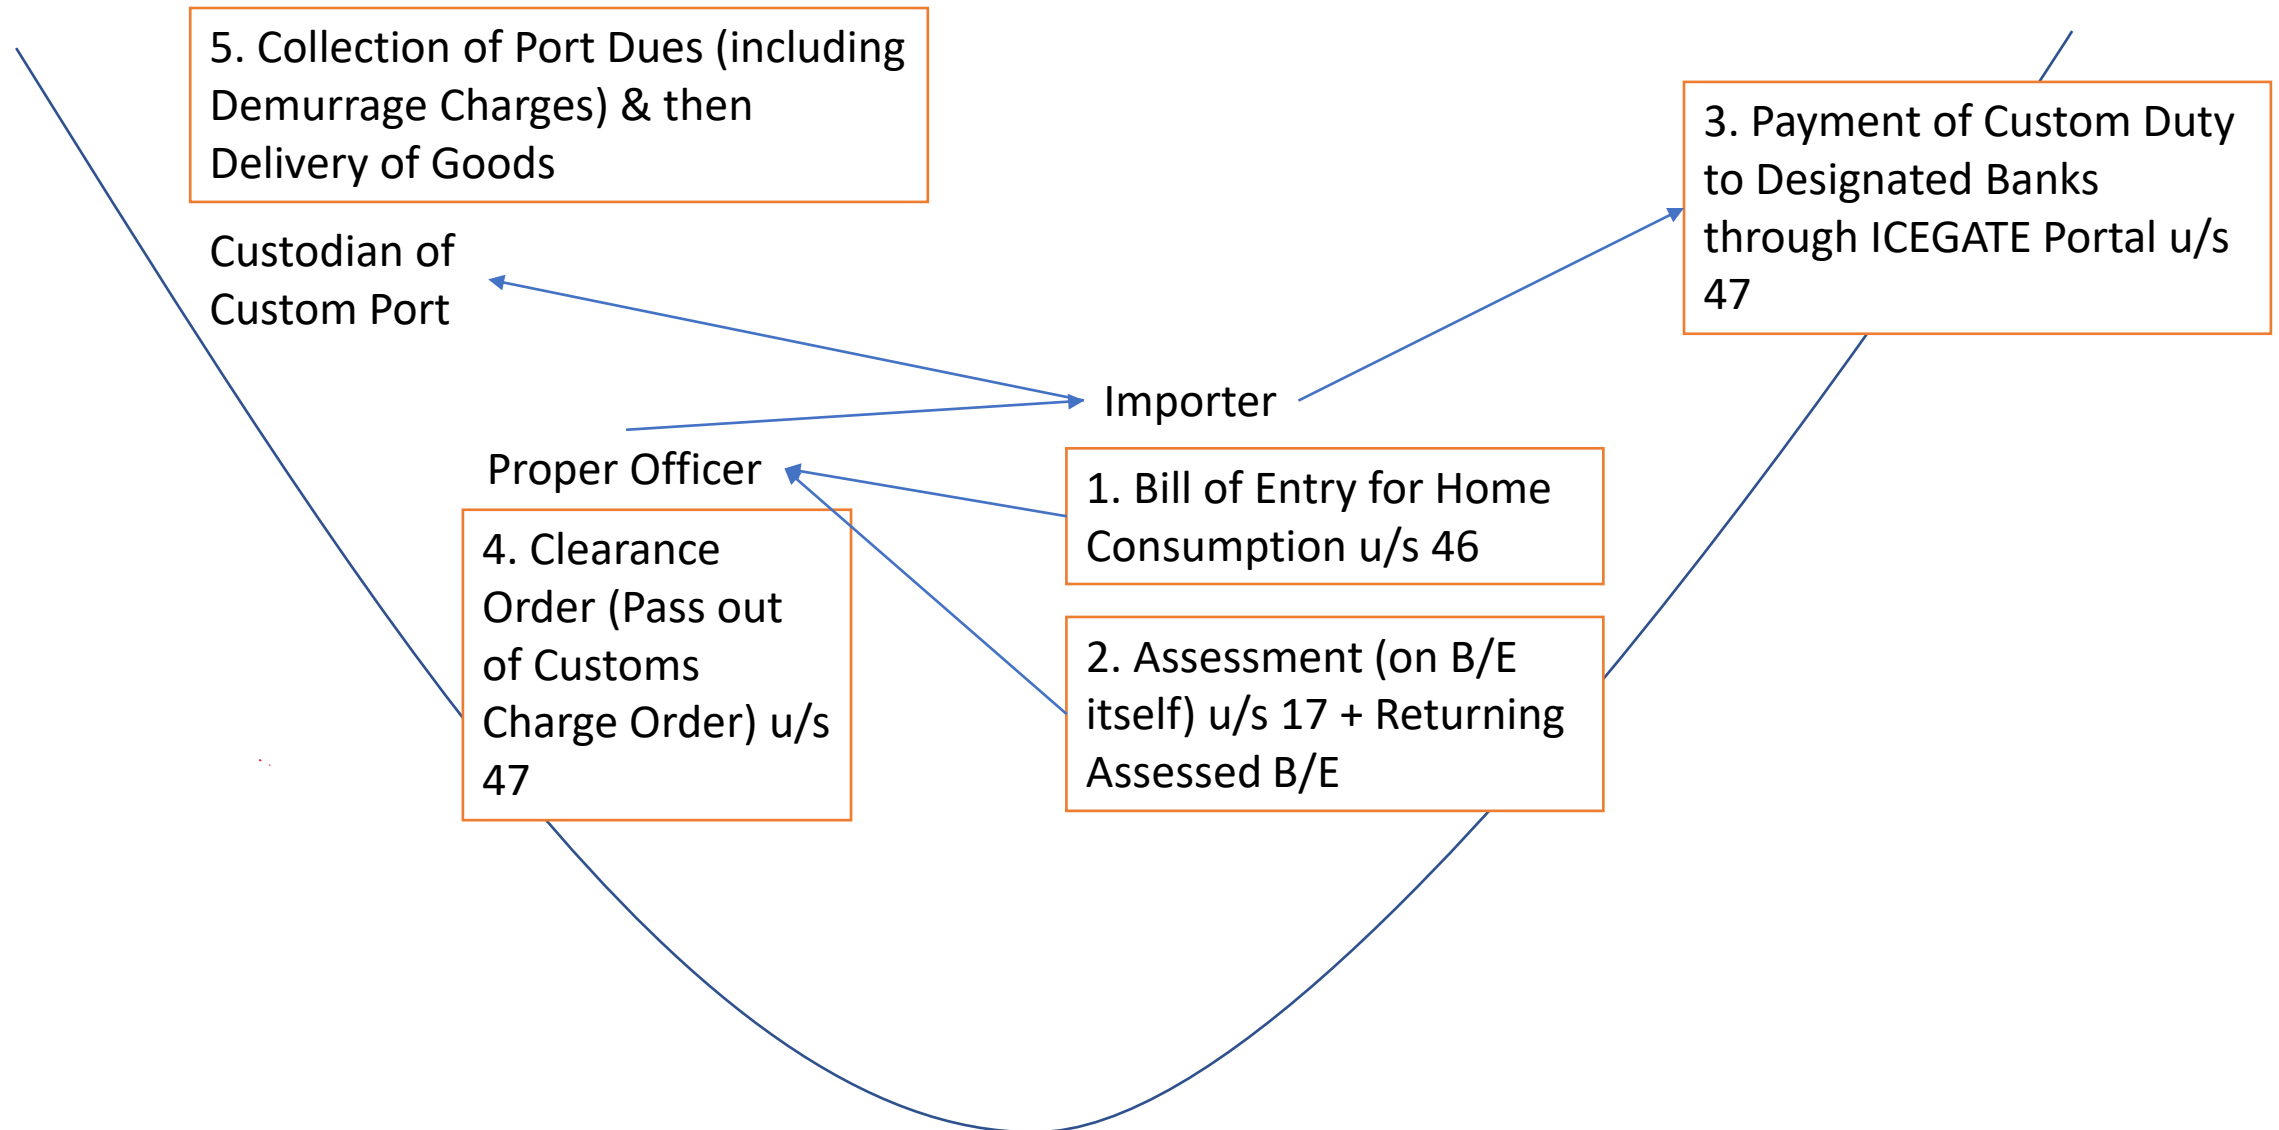 5. Collection of Port Dues (including
Demurrage Charges) & then
Delivery of Goods
Custodian of
Custom Port
3. Payment of Custom Duty
to Designated Banks
through ICEGATE Portal u/s
47
Importer
Proper Officer
1. Bill of Entry for Home
Consumption u/s 46
4. Clearance
Order (Pass out
of Customs
Charge Order) u/s
47
2. Assessment (on B/E
itself) u/s 17 + Returning
Assessed B/E